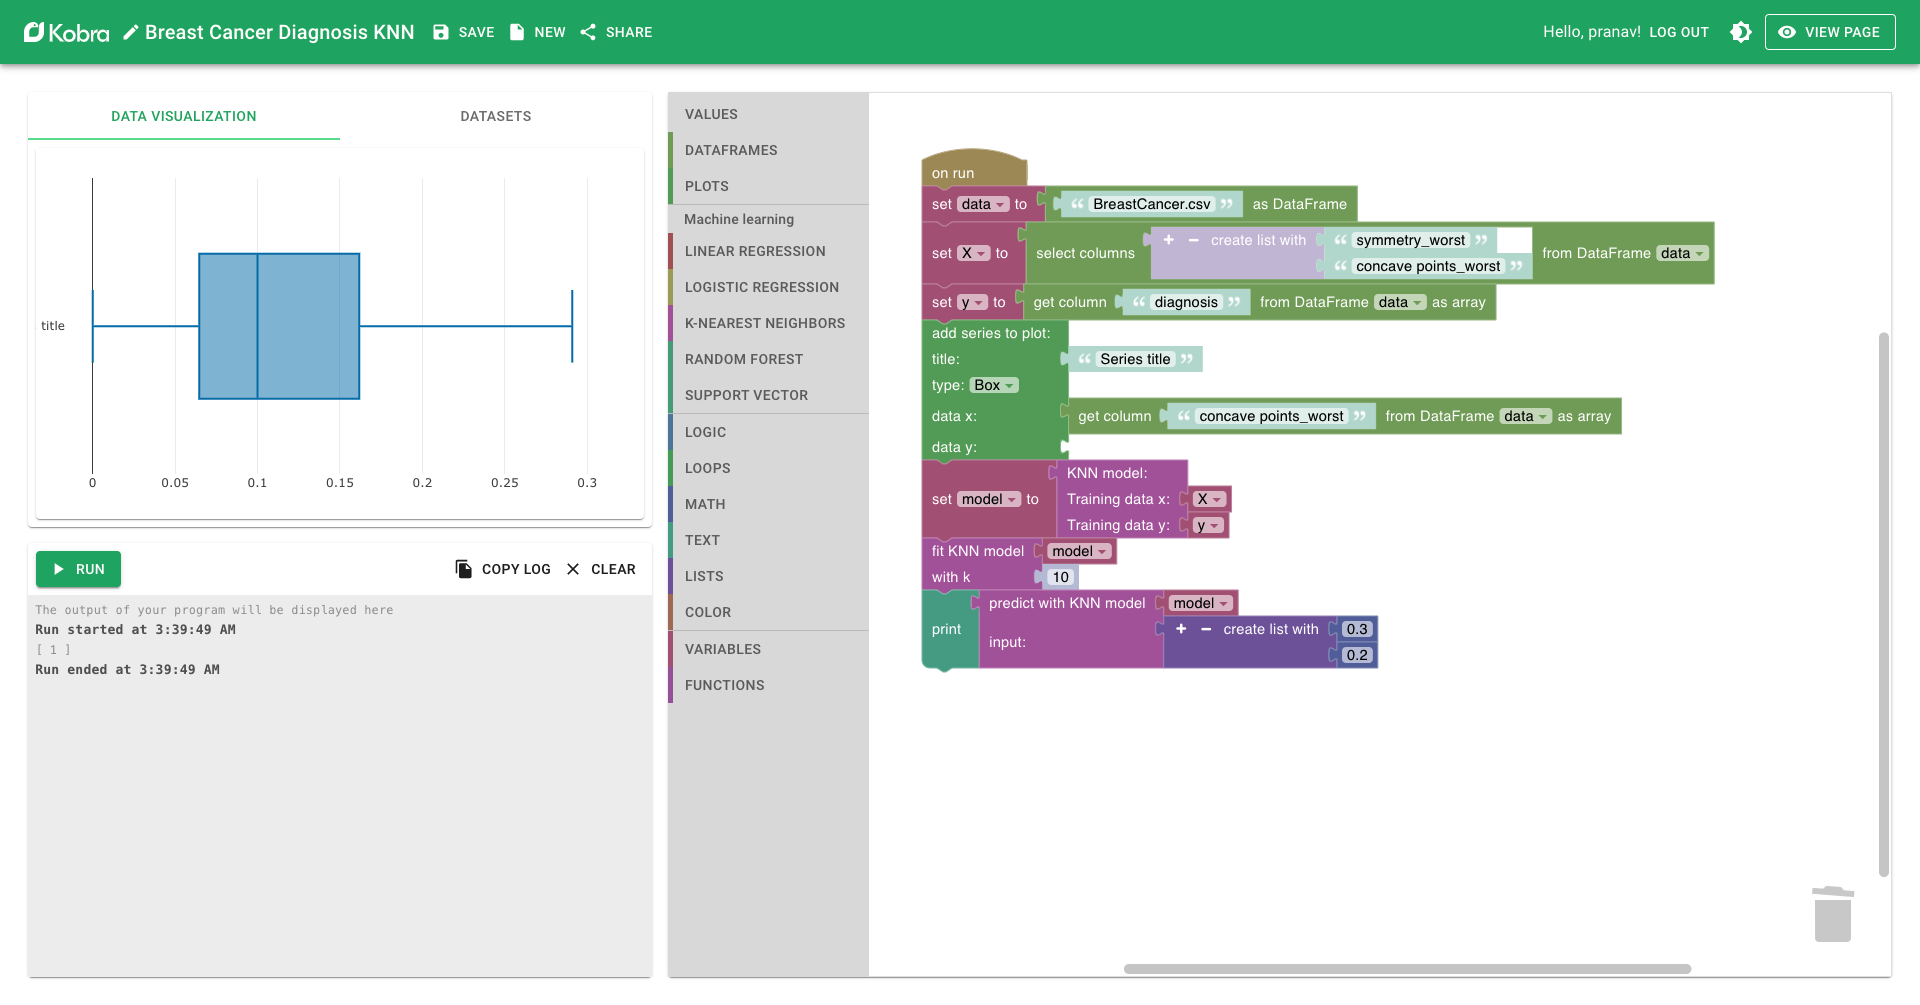 Kobra Breast Cancer Diagnosis KNN SAVE NEW SHARE Hello, pranav! LOG OUT VIEW PAGE
DATA VISUALIZATION DATASETS
title
0 0.05 0.1 0.15 0.2 0.25 0.3
RUN COPY LOG CLEAR
The output of your program will be displayed here
Run started at 3:39:49 AM
[ 1 ]
Run ended at 3:39:49 AM
VALUES
DATAFRAMES
PLOTS
Machine learning
LINEAR REGRESSION
LOGISTIC REGRESSION
K-NEAREST NEIGHBORS
RANDOM FOREST
SUPPORT VECTOR
LOGIC
LOOPS
MATH
TEXT
LISTS
COLOR
VARIABLES
FUNCTIONS
on run
set data to “ BreastCancer.csv ” as DataFrame
set X to select columns + − create list with “ symmetry_worst ” from DataFrame data
“ concave points_worst ”
set y to get column “ diagnosis ” from DataFrame data as array
add series to plot:
title: “ Series title ”
type: Box
data x: get column “ concave points_worst ” from DataFrame data as array
data y:
set model to KNN model:
Training data x: X
Training data y: y
fit KNN model model
with k 10
print predict with KNN model model
input: + − create list with 0.3
0.2